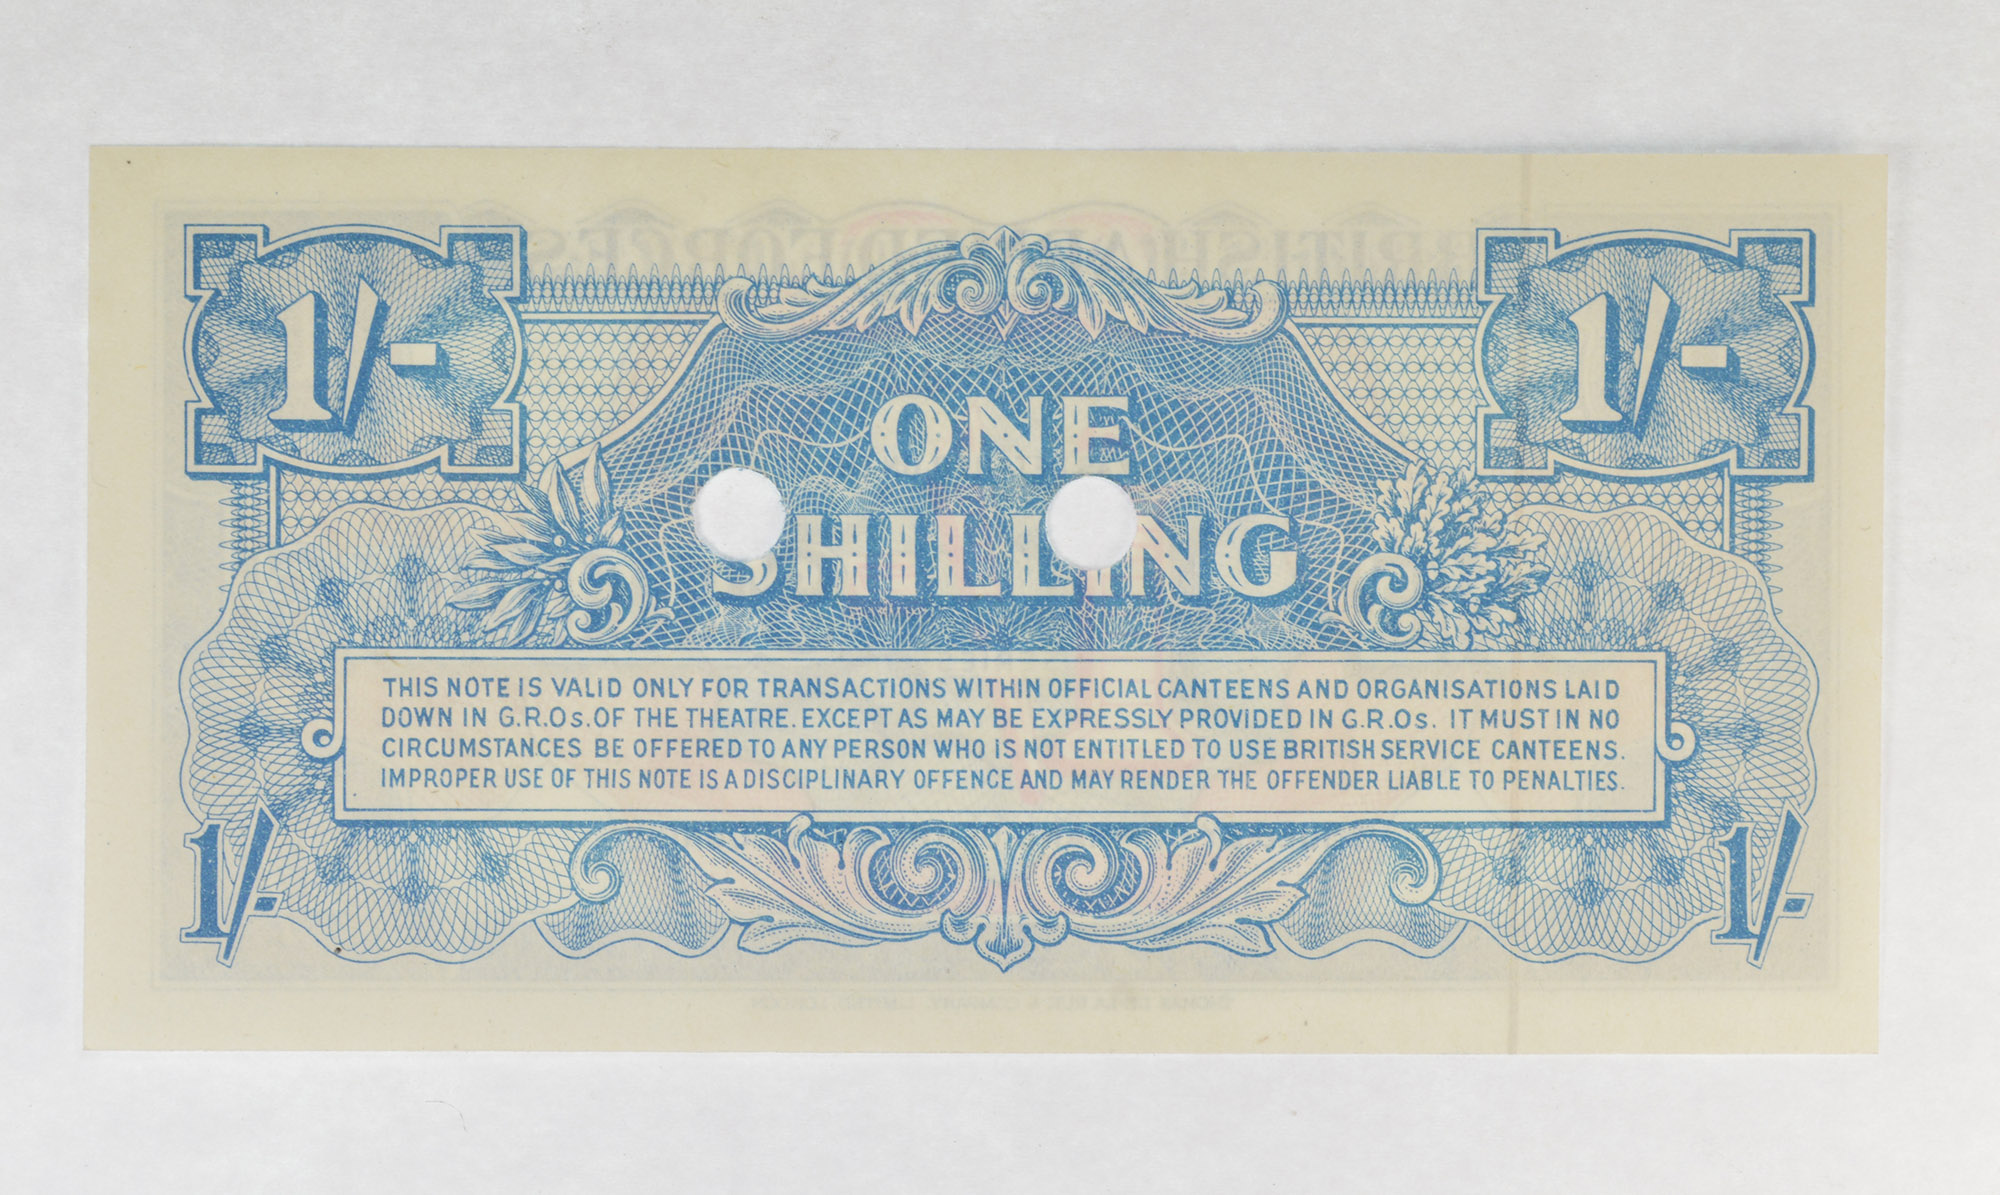 1/-
1/-
ONE
SHILLING
THIS NOTE IS VALID ONLY FOR TRANSACTIONS WITHIN OFFICIAL CANTEENS AND ORGANISATIONS LAID
DOWN IN G.R.Os. OF THE THEATRE. EXCEPT AS MAY BE EXPRESSLY PROVIDED IN G.R.Os. IT MUST IN NO
CIRCUMSTANCES BE OFFERED TO ANY PERSON WHO IS NOT ENTITLED TO USE BRITISH SERVICE CANTEENS.
IMPROPER USE OF THIS NOTE IS A DISCIPLINARY OFFENCE AND MAY RENDER THE OFFENDER LIABLE TO PENALTIES.
1/-
1/-